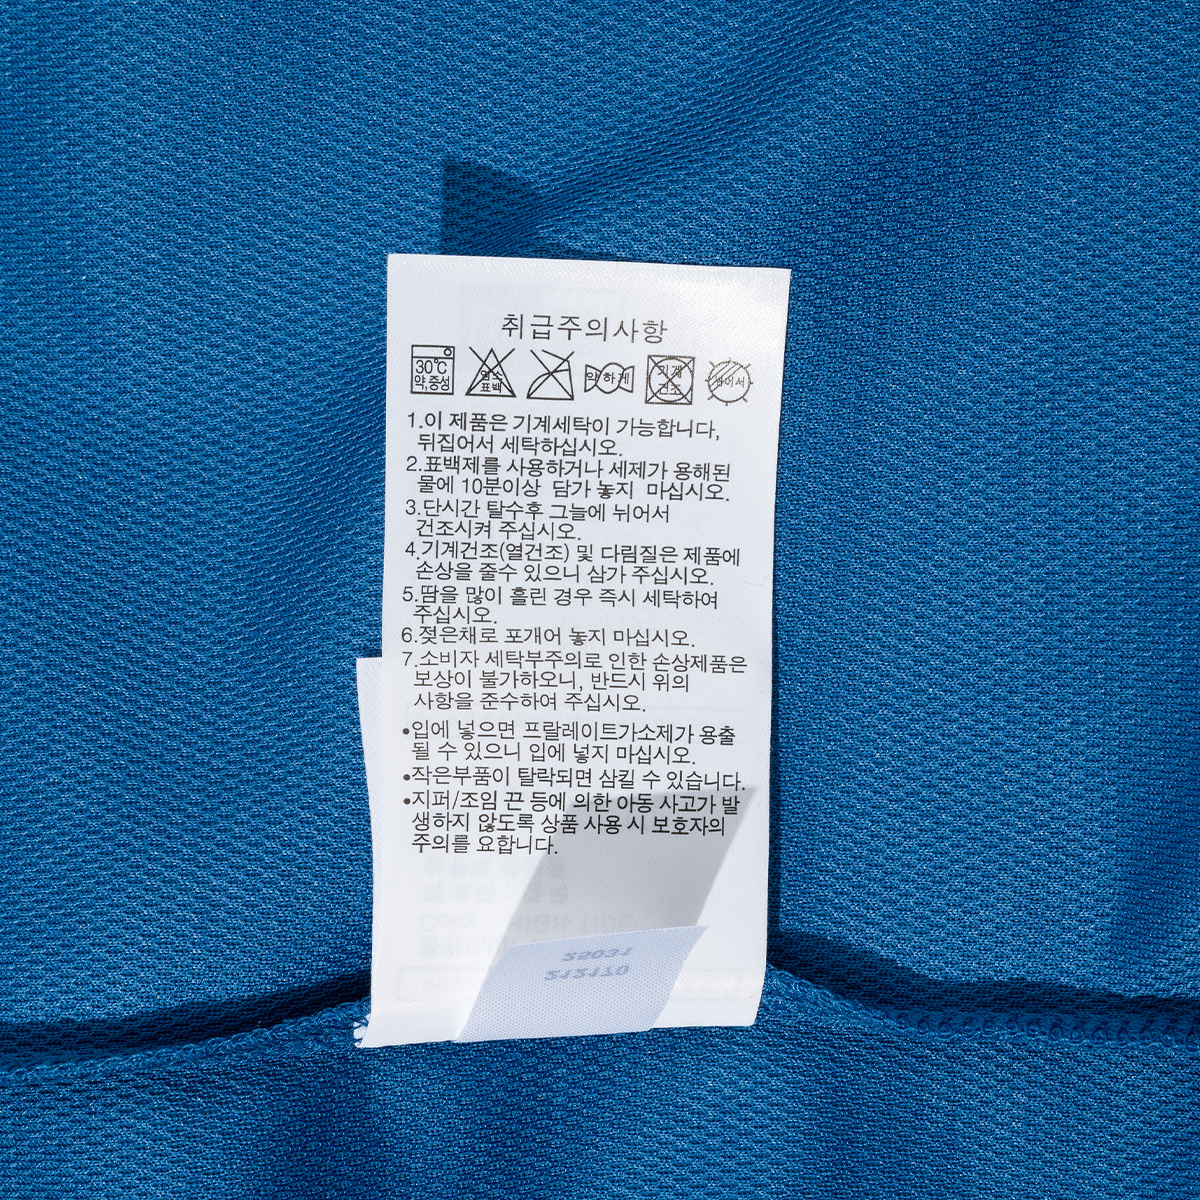 취급주의사항
30℃
약,중성
염소
표백
약하게
기계
건조
뉘어서
1.이 제품은 기계세탁이 가능합니다,
뒤집어서 세탁하십시오.
2.표백제를 사용하거나 세제가 용해된
물에 10분이상 담가 놓지 마십시오.
3.단시간 탈수후 그늘에 뉘어서
건조시켜 주십시오.
4.기계건조(열건조) 및 다림질은 제품에
손상을 줄수 있으니 삼가 주십시오.
5.땀을 많이 흘린 경우 즉시 세탁하여
주십시오.
6.젖은채로 포개어 놓지 마십시오.
7.소비자 세탁부주의로 인한 손상제품은
보상이 불가하오니, 반드시 위의
사항을 준수하여 주십시오.
•입에 넣으면 프탈레이트가소제가 용출
될 수 있으니 입에 넣지 마십시오.
•작은부품이 탈락되면 삼킬 수 있습니다.
•지퍼/조임 끈 등에 의한 아동 사고가 발
생하지 않도록 상품 사용 시 보호자의
주의를 요합니다.
25031
212170